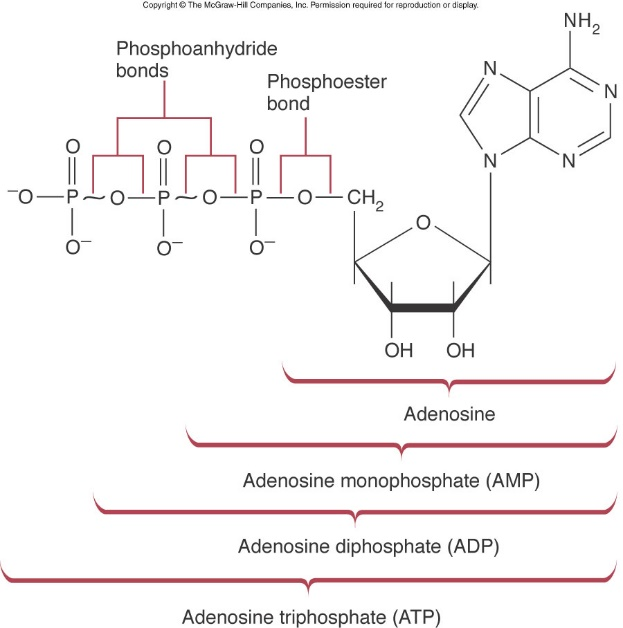 Copyright © The McGraw-Hill Companies, Inc. Permission required for reproduction or display.
NH₂
Phosphoanhydride
bonds
Phosphoester
bond
N
N
N
N
O
O
O
⁻O—P~O—P~O—P—O—CH₂
O⁻
O⁻
O⁻
O
OH
OH
Adenosine
Adenosine monophosphate (AMP)
Adenosine diphosphate (ADP)
Adenosine triphosphate (ATP)